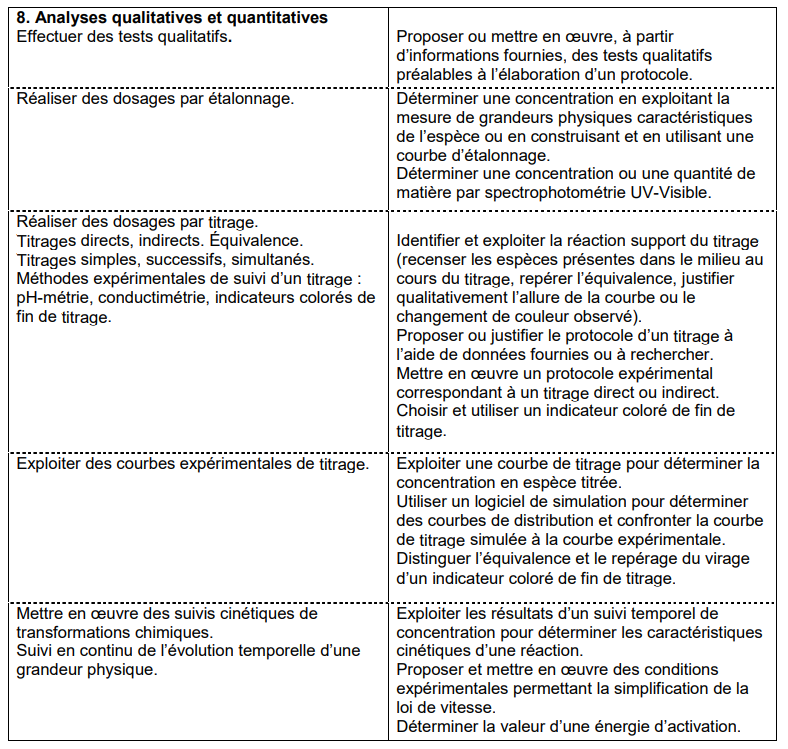 8. Analyses qualitatives et quantitatives
Effectuer des tests qualitatifs.
Proposer ou mettre en œuvre, à partir
d’informations fournies, des tests qualitatifs
préalables à l’élaboration d’un protocole.
Réaliser des dosages par étalonnage.
Déterminer une concentration en exploitant la
mesure de grandeurs physiques caractéristiques
de l’espèce ou en construisant et en utilisant une
courbe d’étalonnage.
Déterminer une concentration ou une quantité de
matière par spectrophotométrie UV-Visible.
Réaliser des dosages par titrage.
Titrages directs, indirects. Équivalence.
Titrages simples, successifs, simultanés.
Méthodes expérimentales de suivi d’un titrage :
pH-métrie, conductimétrie, indicateurs colorés de
fin de titrage.
Identifier et exploiter la réaction support du titrage
(recenser les espèces présentes dans le milieu au
cours du titrage, repérer l’équivalence, justifier
qualitativement l’allure de la courbe ou le
changement de couleur observé).
Proposer ou justifier le protocole d’un titrage à
l’aide de données fournies ou à rechercher.
Mettre en œuvre un protocole expérimental
correspondant à un titrage direct ou indirect.
Choisir et utiliser un indicateur coloré de fin de
titrage.
Exploiter des courbes expérimentales de titrage.
Exploiter une courbe de titrage pour déterminer la
concentration en espèce titrée.
Utiliser un logiciel de simulation pour déterminer
des courbes de distribution et confronter la courbe
de titrage simulée à la courbe expérimentale.
Distinguer l’équivalence et le repérage du virage
d’un indicateur coloré de fin de titrage.
Mettre en œuvre des suivis cinétiques de
transformations chimiques.
Suivi en continu de l’évolution temporelle d’une
grandeur physique.
Exploiter les résultats d’un suivi temporel de
concentration pour déterminer les caractéristiques
cinétiques d’une réaction.
Proposer et mettre en œuvre des conditions
expérimentales permettant la simplification de la
loi de vitesse.
Déterminer la valeur d’une énergie d’activation.